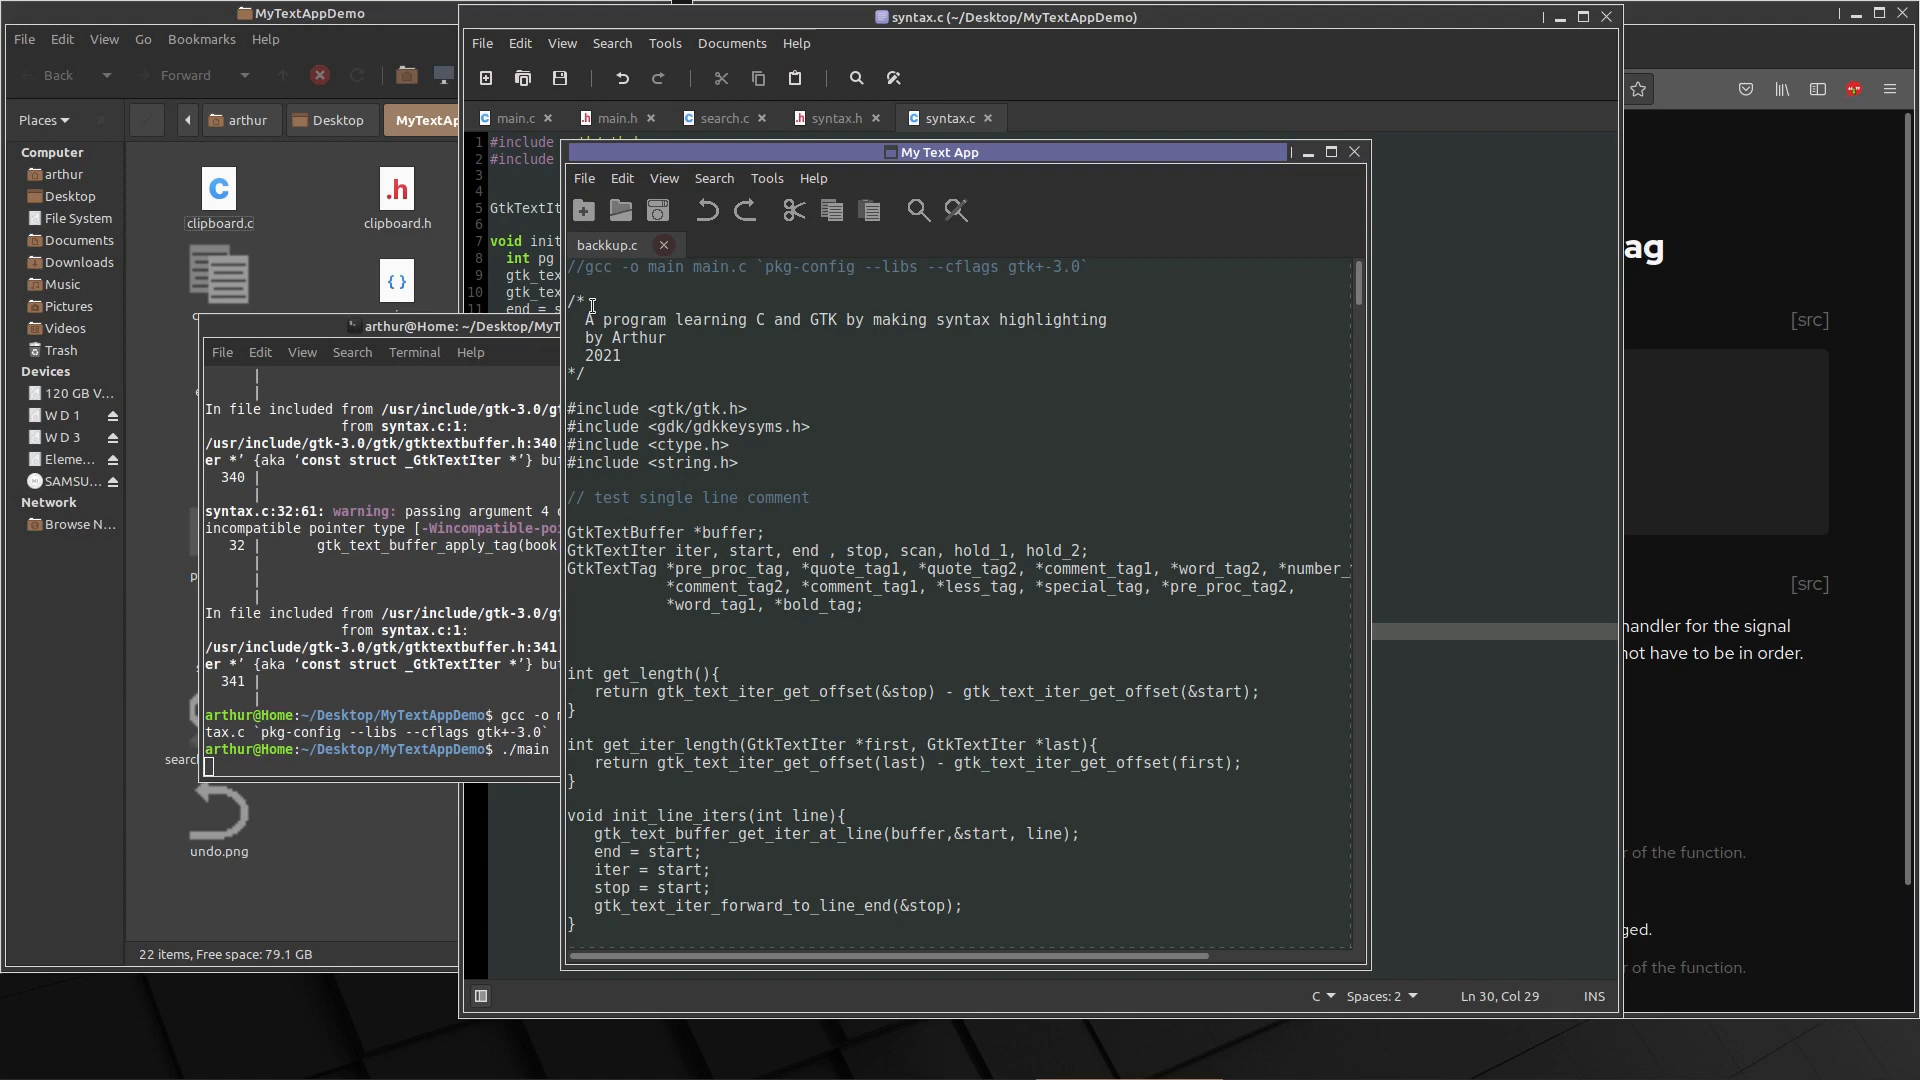 MyTextAppDemo
File Edit View Go Bookmarks Help
Back Forward
Places arthur Desktop MyTextAp
Computer
arthur
Desktop
File System
Documents
Downloads
Music
Pictures
Videos
Trash
Devices
120 GB V...
W D 1
W D 3
Eleme...
SAMSU...
Network
Browse N...
clipboard.c
clipboard.h
undo.png
22 items, Free space: 79.1 GB
arthur@Home: ~/Desktop/MyT
File Edit View Search Terminal Help
In file included from /usr/include/gtk-3.0/gt
from syntax.c:1:
/usr/include/gtk-3.0/gtk/gtktextbuffer.h:340
er *’ {aka ‘const struct _GtkTextIter *’} bu
340 |
syntax.c:32:61: warning: passing argument 4 o
incompatible pointer type [-Wincompatible-poi
32 | gtk_text_buffer_apply_tag(book
In file included from /usr/include/gtk-3.0/gt
from syntax.c:1:
/usr/include/gtk-3.0/gtk/gtktextbuffer.h:341
er *’ {aka ‘const struct _GtkTextIter *’} bu
341 |
arthur@Home:~/Desktop/MyTextAppDemo$ gcc -o m
tax.c `pkg-config --libs --cflags gtk+-3.0`
arthur@Home:~/Desktop/MyTextAppDemo$ ./main
syntax.c (~/Desktop/MyTextAppDemo)
File Edit View Search Tools Documents Help
main.c main.h search.c syntax.h syntax.c
1 #include
2 #include
3
4
5 GtkTextIt
6
7 void init
8 int pg
9 gtk_tex
10 gtk_tex
11 end = s
C Spaces: 2 Ln 30, Col 29 INS
My Text App
File Edit View Search Tools Help
backkup.c
//gcc -o main main.c `pkg-config --libs --cflags gtk+-3.0`
/*
A program learning C and GTK by making syntax highlighting
by Arthur
2021
*/
#include <gtk/gtk.h>
#include <gdk/gdkkeysyms.h>
#include <ctype.h>
#include <string.h>
// test single line comment
GtkTextBuffer *buffer;
GtkTextIter iter, start, end , stop, scan, hold_1, hold_2;
GtkTextTag *pre_proc_tag, *quote_tag1, *quote_tag2, *comment_tag1, *word_tag2, *number_
*comment_tag2, *comment_tag1, *less_tag, *special_tag, *pre_proc_tag2,
*word_tag1, *bold_tag;
int get_length(){
return gtk_text_iter_get_offset(&stop) - gtk_text_iter_get_offset(&start);
}
int get_iter_length(GtkTextIter *first, GtkTextIter *last){
return gtk_text_iter_get_offset(last) - gtk_text_iter_get_offset(first);
}
void init_line_iters(int line){
gtk_text_buffer_get_iter_at_line(buffer,&start, line);
end = start;
iter = start;
stop = start;
gtk_text_iter_forward_to_line_end(&stop);
}
ag
[src]
[src]
handler for the signal
not have to be in order.
r of the function.
ged.
r of the function.